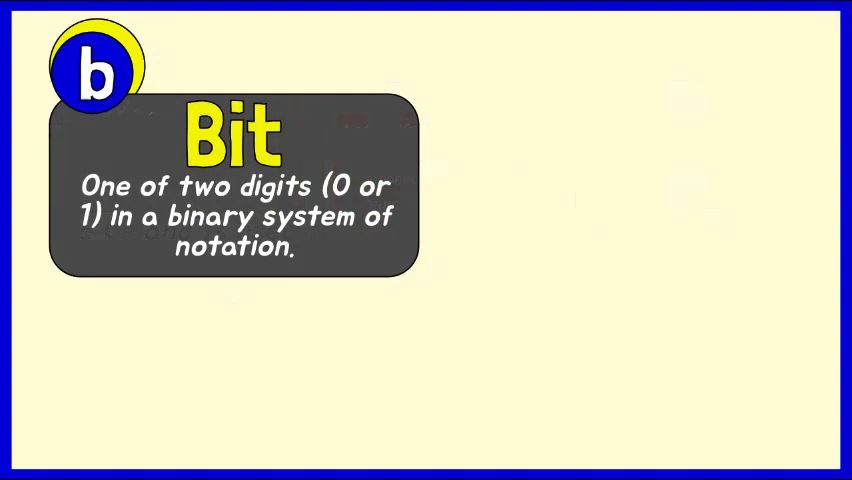 b
Bit
One of two digits (0 or
1) in a binary system of
notation.